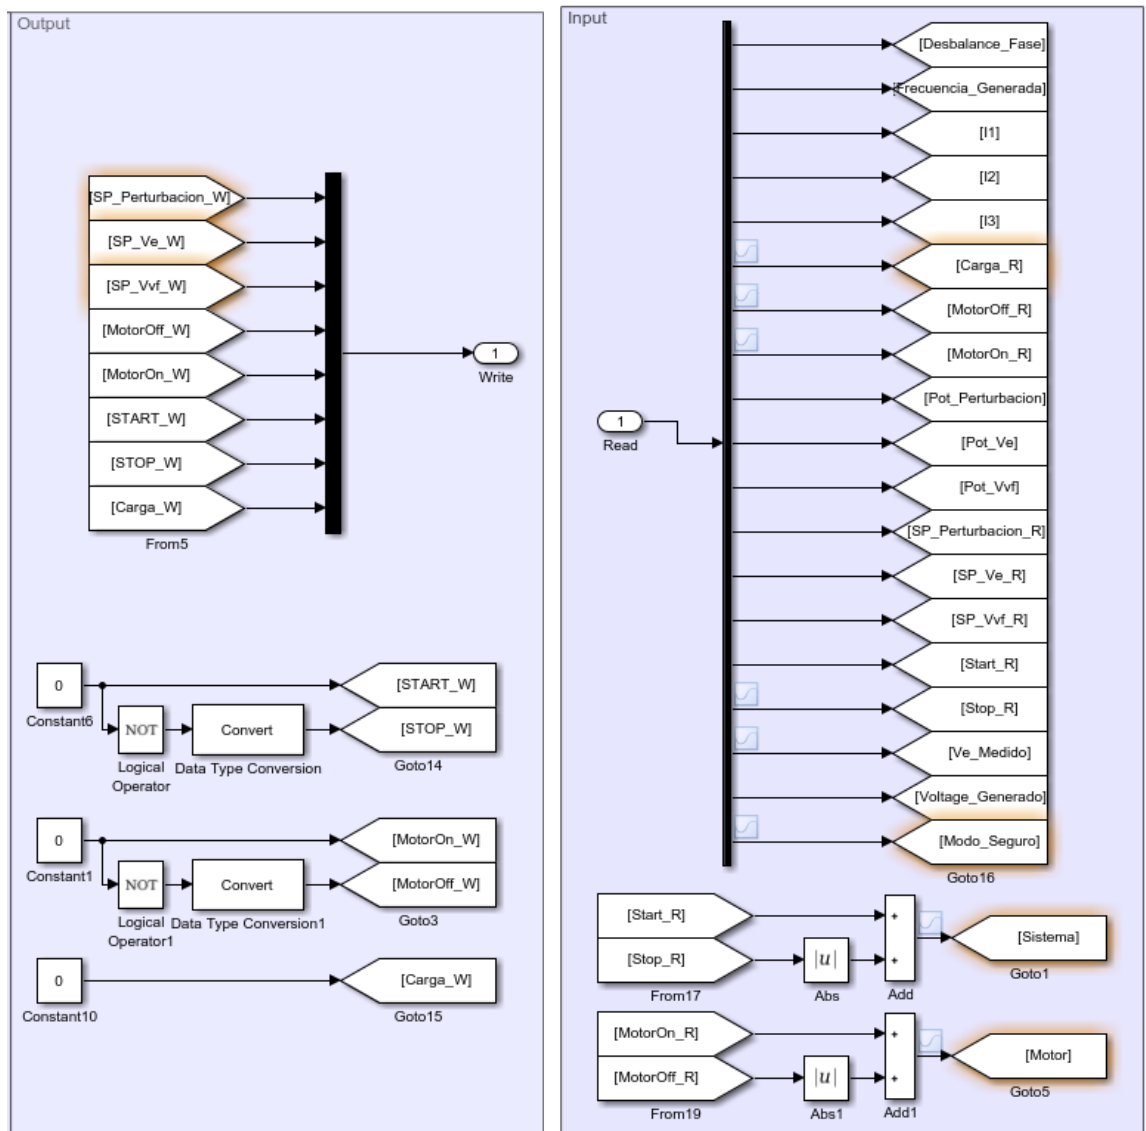 Output
[SP_Perturbacion_W]
[SP_Ve_W]
[SP_Vvf_W]
[MotorOff_W]
[MotorOn_W]
[START_W]
[STOP_W]
[Carga_W]
From5
1
Write
0
Constant6
NOT
Logical
Operator
Convert
Data Type Conversion
[START_W]
[STOP_W]
Goto14
0
Constant1
NOT
Logical
Operator1
Convert
Data Type Conversion1
[MotorOn_W]
[MotorOff_W]
Goto3
0
Constant10
[Carga_W]
Goto15
Input
1
Read
[Desbalance_Fase]
[Frecuencia_Generada]
[I1]
[I2]
[I3]
[Carga_R]
[MotorOff_R]
[MotorOn_R]
[Pot_Perturbacion]
[Pot_Ve]
[Pot_Vvf]
[SP_Perturbacion_R]
[SP_Ve_R]
[SP_Vvf_R]
[Start_R]
[Stop_R]
[Ve_Medido]
[Voltage_Generado]
[Modo_Seguro]
Goto16
[Start_R]
[Stop_R]
From17
|u|
Abs
+
+
Add
[Sistema]
Goto1
[MotorOn_R]
[MotorOff_R]
From19
|u|
Abs1
+
+
Add1
[Motor]
Goto5